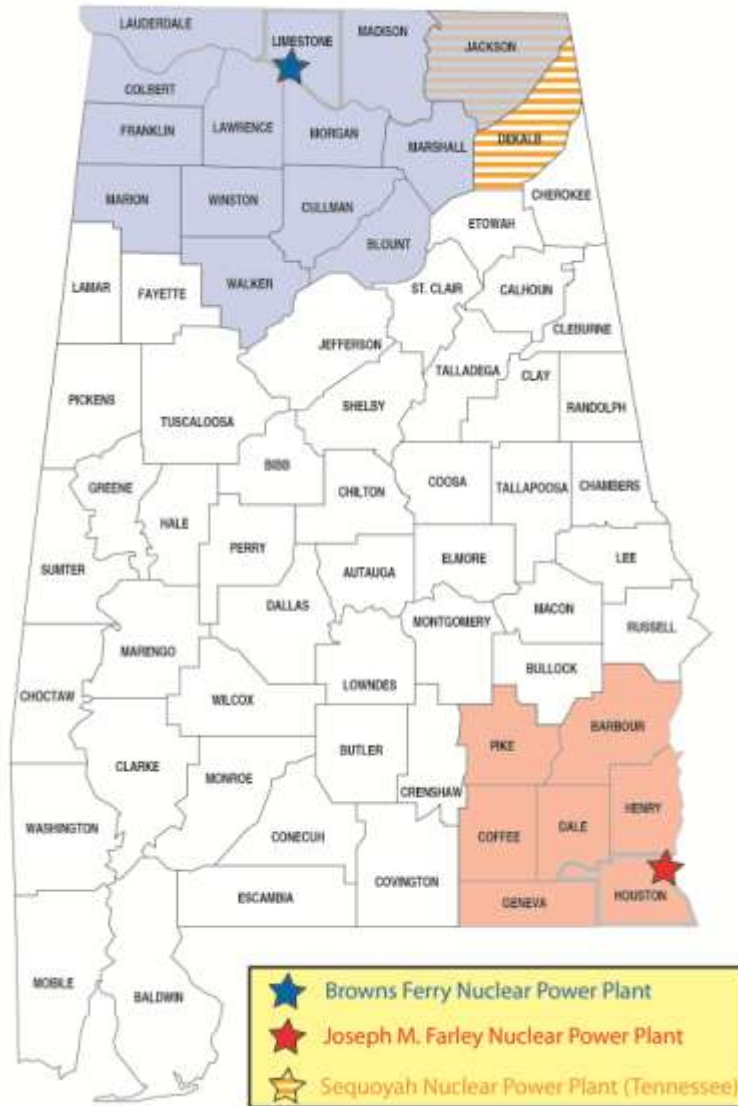 LAUDERDALE
LIMESTONE
MADISON
JACKSON
COLBERT
FRANKLIN
LAWRENCE
MORGAN
MARSHALL
DEKALB
CHEROKEE
MARION
WINSTON
CULLMAN
ETOWAH
BLOUNT
LAMAR
FAYETTE
WALKER
ST. CLAIR
CALHOUN
CLEBURNE
JEFFERSON
TALLADEGA
CLAY
PICKENS
TUSCALOOSA
SHELBY
RANDOLPH
BIBB
GREENE
HALE
CHILTON
COOSA
TALLAPOOSA
CHAMBERS
PERRY
SUMTER
AUTAUGA
ELMORE
LEE
DALLAS
MONTGOMERY
MACON
RUSSELL
MARENGO
BULLOCK
CHOCTAW
WILCOX
LOWNDES
BARBOUR
PIKE
CLARKE
MONROE
BUTLER
CRENSHAW
HENRY
WASHINGTON
CONECUH
COFFEE
DALE
COVINGTON
ESCAMBIA
GENEVA
HOUSTON
MOBILE
BALDWIN
Browns Ferry Nuclear Power Plant
Joseph M. Farley Nuclear Power Plant
Sequoyah Nuclear Power Plant (Tennessee)